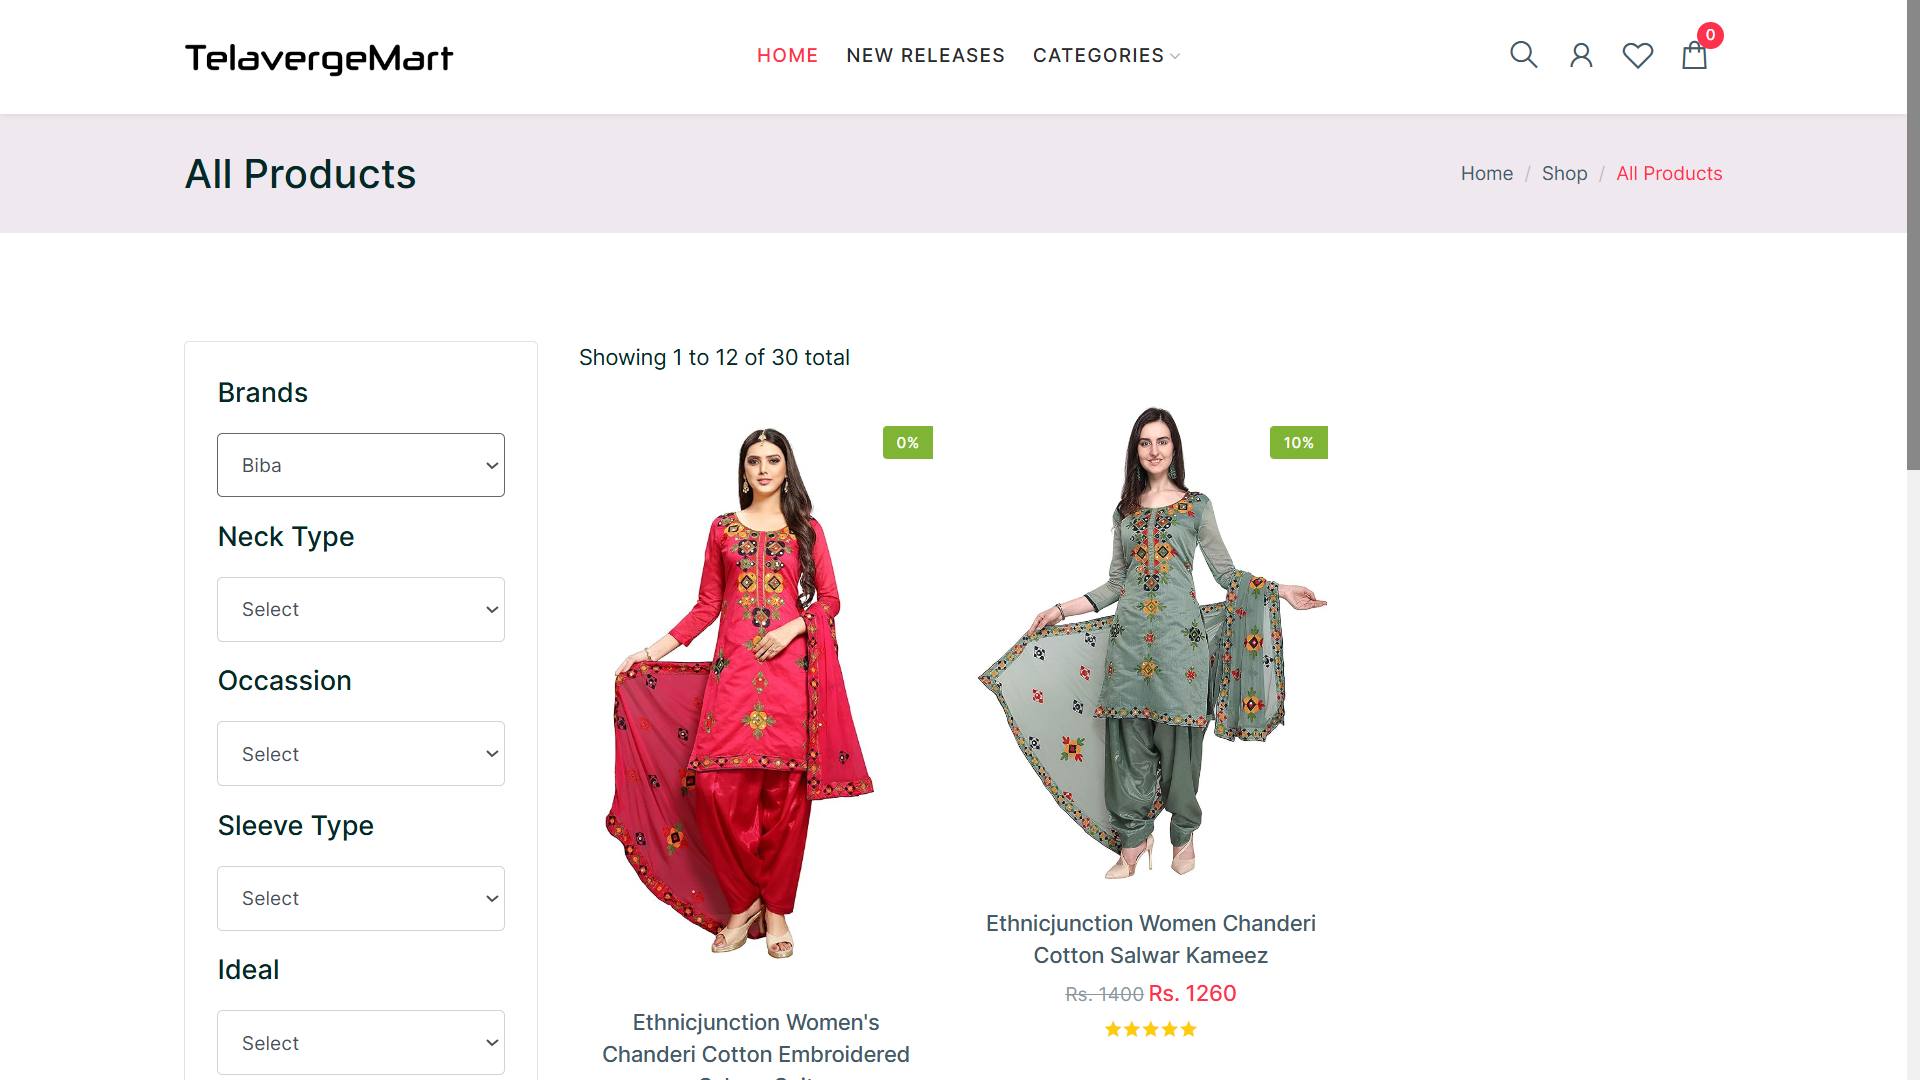 TelavergeMart
HOME
NEW RELEASES
CATEGORIES
0
All Products
Home / Shop / All Products
Showing 1 to 12 of 30 total
Brands
Biba
Neck Type
Select
Occassion
Select
Sleeve Type
Select
Ideal
Select
0%
Ethnicjunction Women's
Chanderi Cotton Embroidered
10%
Ethnicjunction Women Chanderi
Cotton Salwar Kameez
Rs. 1400 Rs. 1260